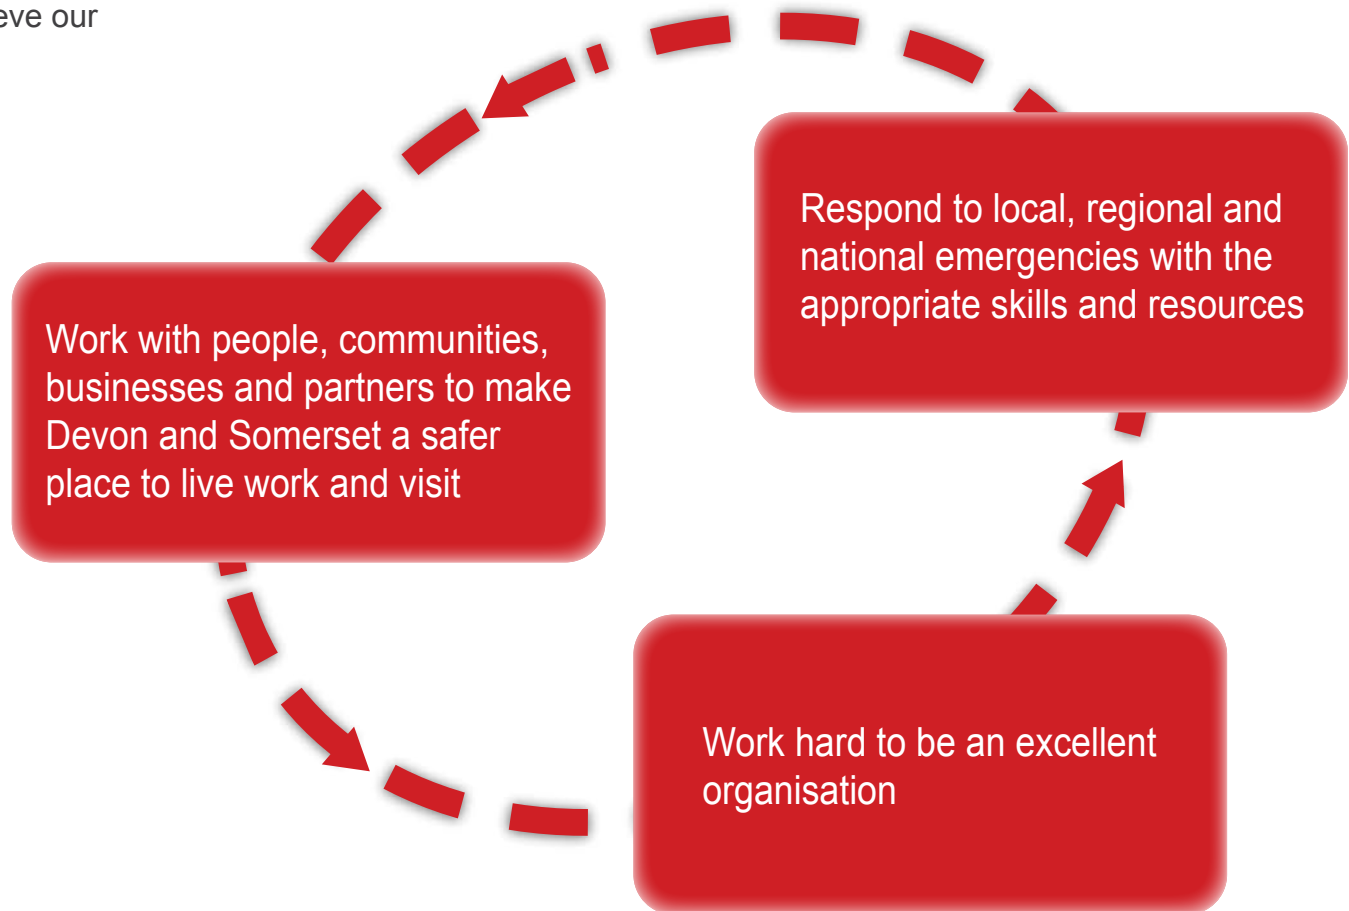 eve our
Respond to local, regional and
national emergencies with the
appropriate skills and resources
Work with people, communities,
businesses and partners to make
Devon and Somerset a safer
place to live work and visit
Work hard to be an excellent
organisation